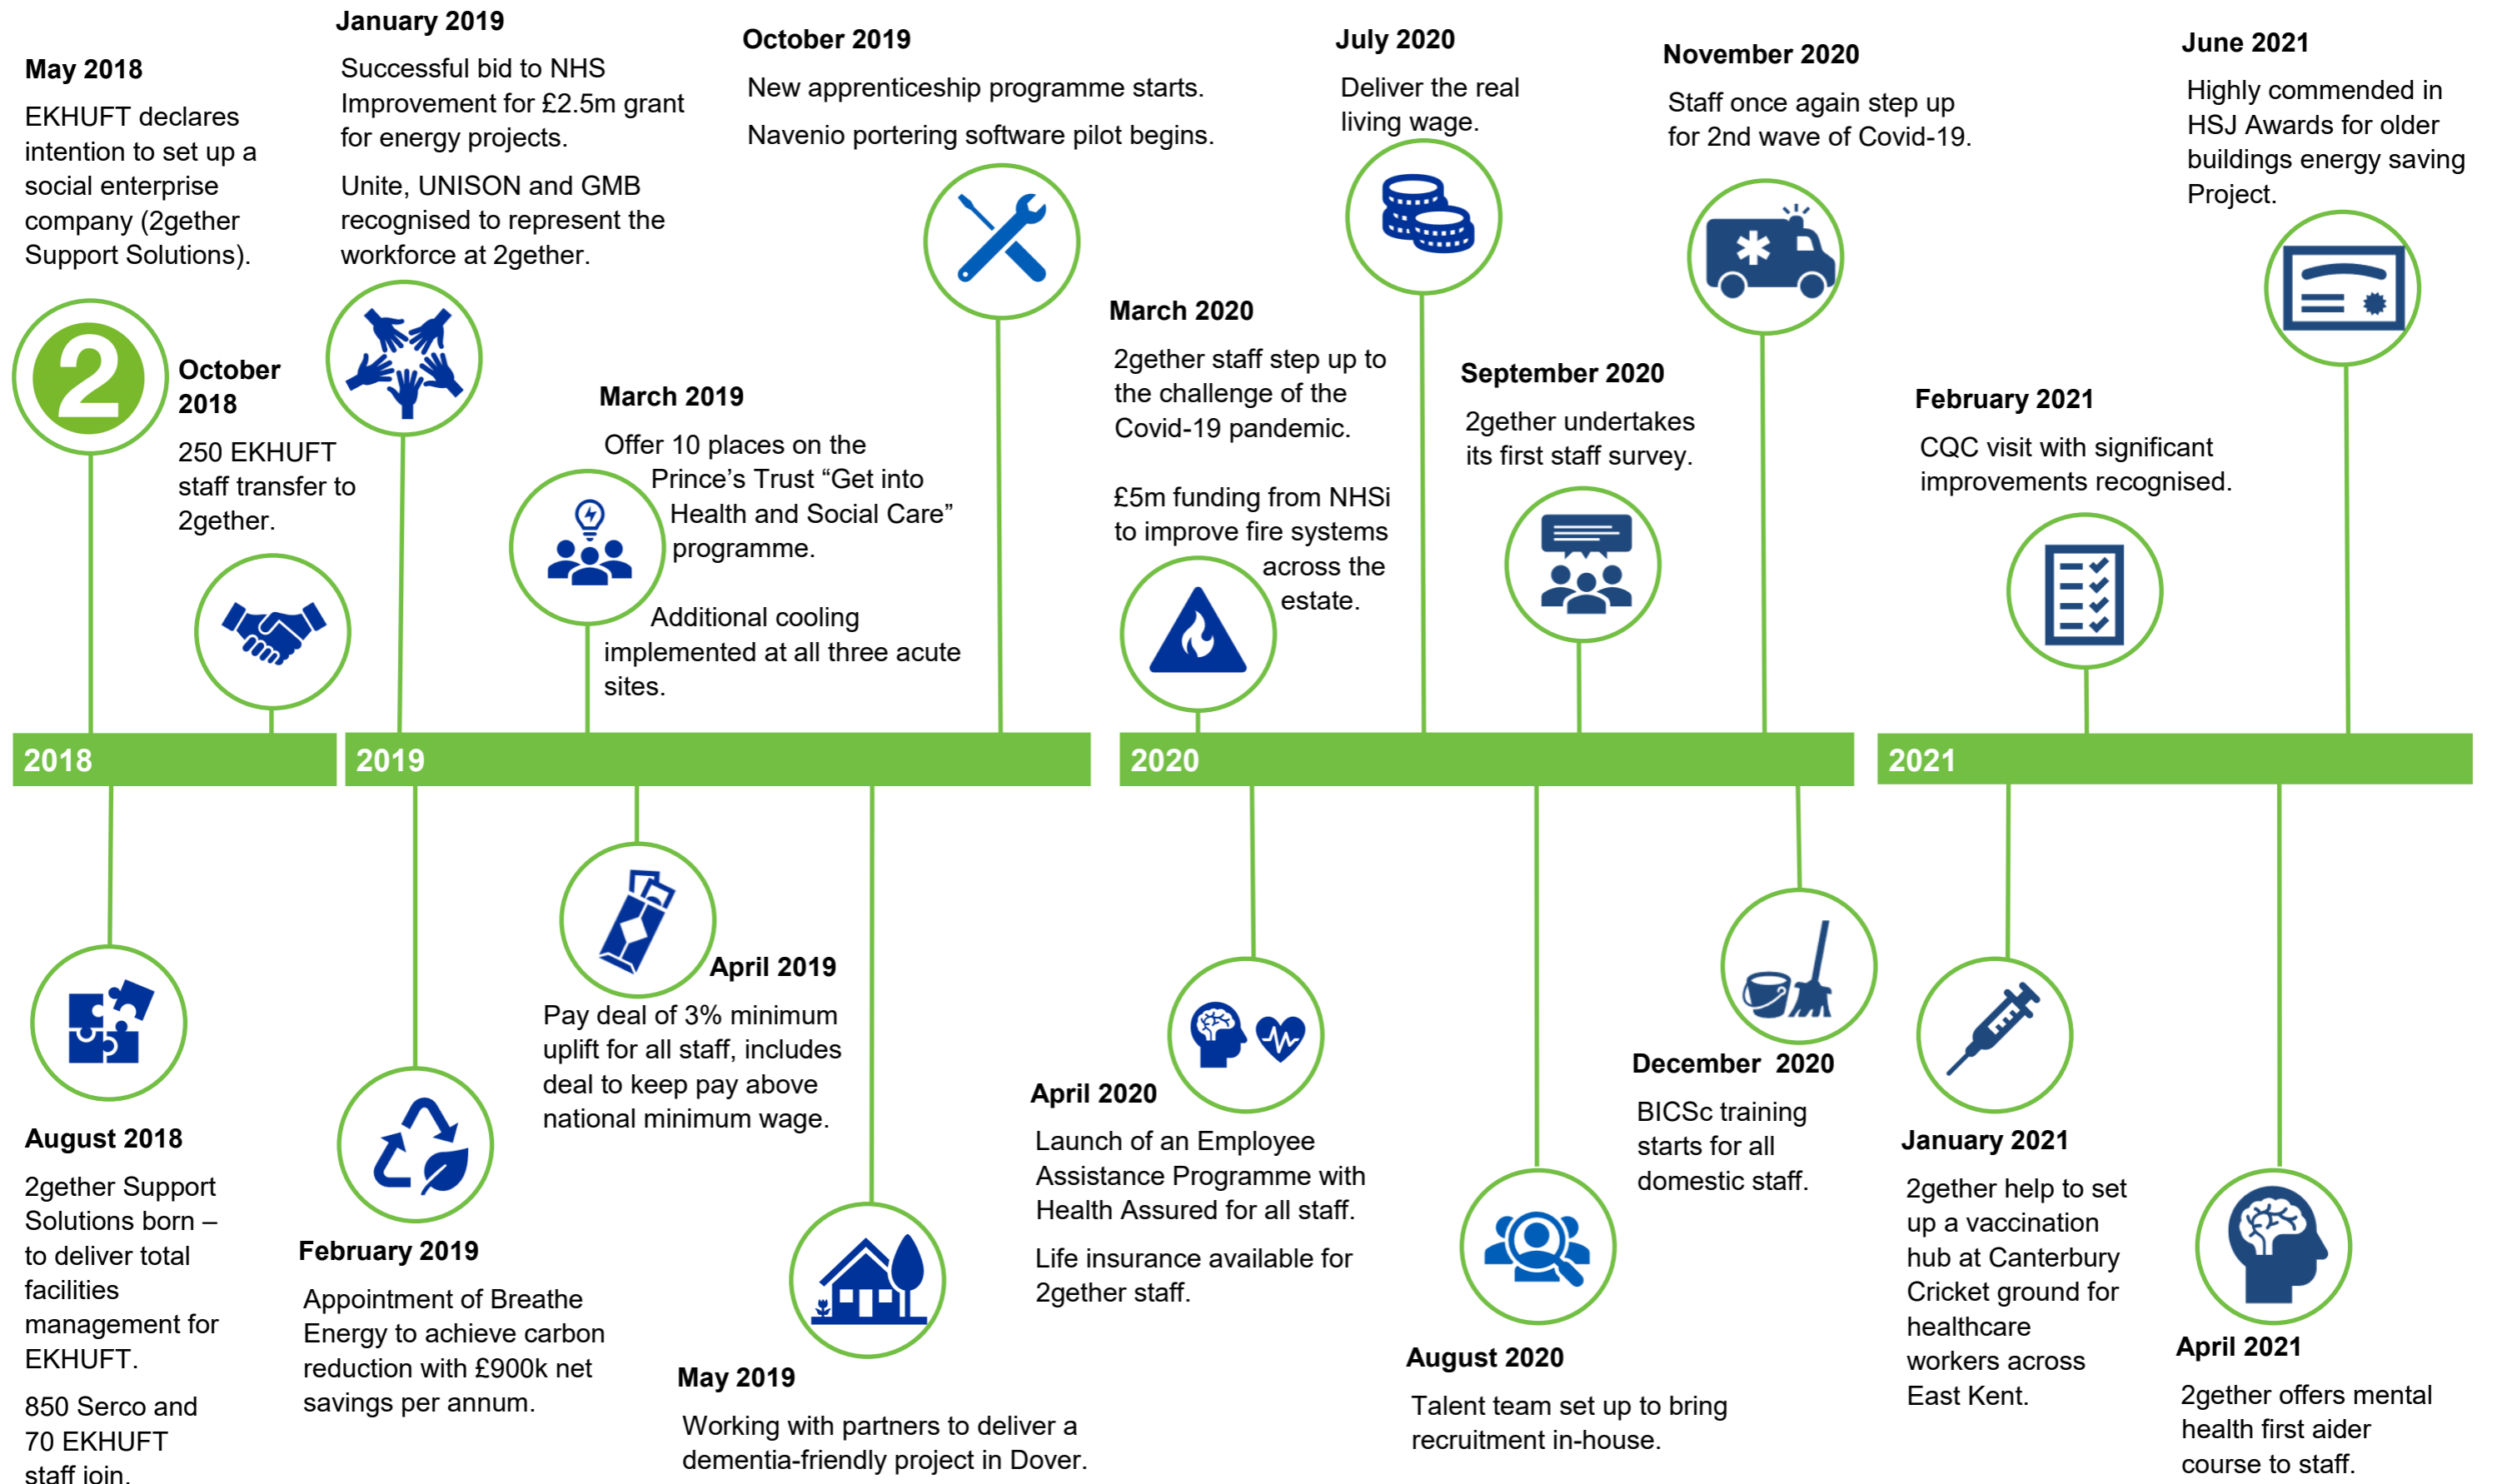 May 2018
EKHUFT declares
intention to set up a
social enterprise
company (2gether
Support Solutions).
2
October
2018
250 EKHUFT
staff transfer to
2gether.
January 2019
Successful bid to NHS
Improvement for £2.5m grant
for energy projects.
Unite, UNISON and GMB
recognised to represent the
workforce at 2gether.
March 2019
Offer 10 places on the
Prince’s Trust “Get into
Health and Social Care”
programme.
Additional cooling
implemented at all three acute
sites.
October 2019
New apprenticeship programme starts.
Navenio portering software pilot begins.
March 2020
2gether staff step up to
the challenge of the
Covid-19 pandemic.
£5m funding from NHSi
to improve fire systems
across the
estate.
July 2020
Deliver the real
living wage.
September 2020
2gether undertakes
its first staff survey.
November 2020
Staff once again step up
for 2nd wave of Covid-19.
February 2021
CQC visit with significant
improvements recognised.
June 2021
Highly commended in
HSJ Awards for older
buildings energy saving
Project.
2018
2019
2020
2021
August 2018
2gether Support
Solutions born –
to deliver total
facilities
management for
EKHUFT.
850 Serco and
70 EKHUFT
staff join.
February 2019
Appointment of Breathe
Energy to achieve carbon
reduction with £900k net
savings per annum.
April 2019
Pay deal of 3% minimum
uplift for all staff, includes
deal to keep pay above
national minimum wage.
May 2019
Working with partners to deliver a
dementia-friendly project in Dover.
April 2020
Launch of an Employee
Assistance Programme with
Health Assured for all staff.
Life insurance available for
2gether staff.
August 2020
Talent team set up to bring
recruitment in-house.
December  2020
BICSc training
starts for all
domestic staff.
January 2021
2gether help to set
up a vaccination
hub at Canterbury
Cricket ground for
healthcare
workers across
East Kent.
April 2021
2gether offers mental
health first aider
course to staff.